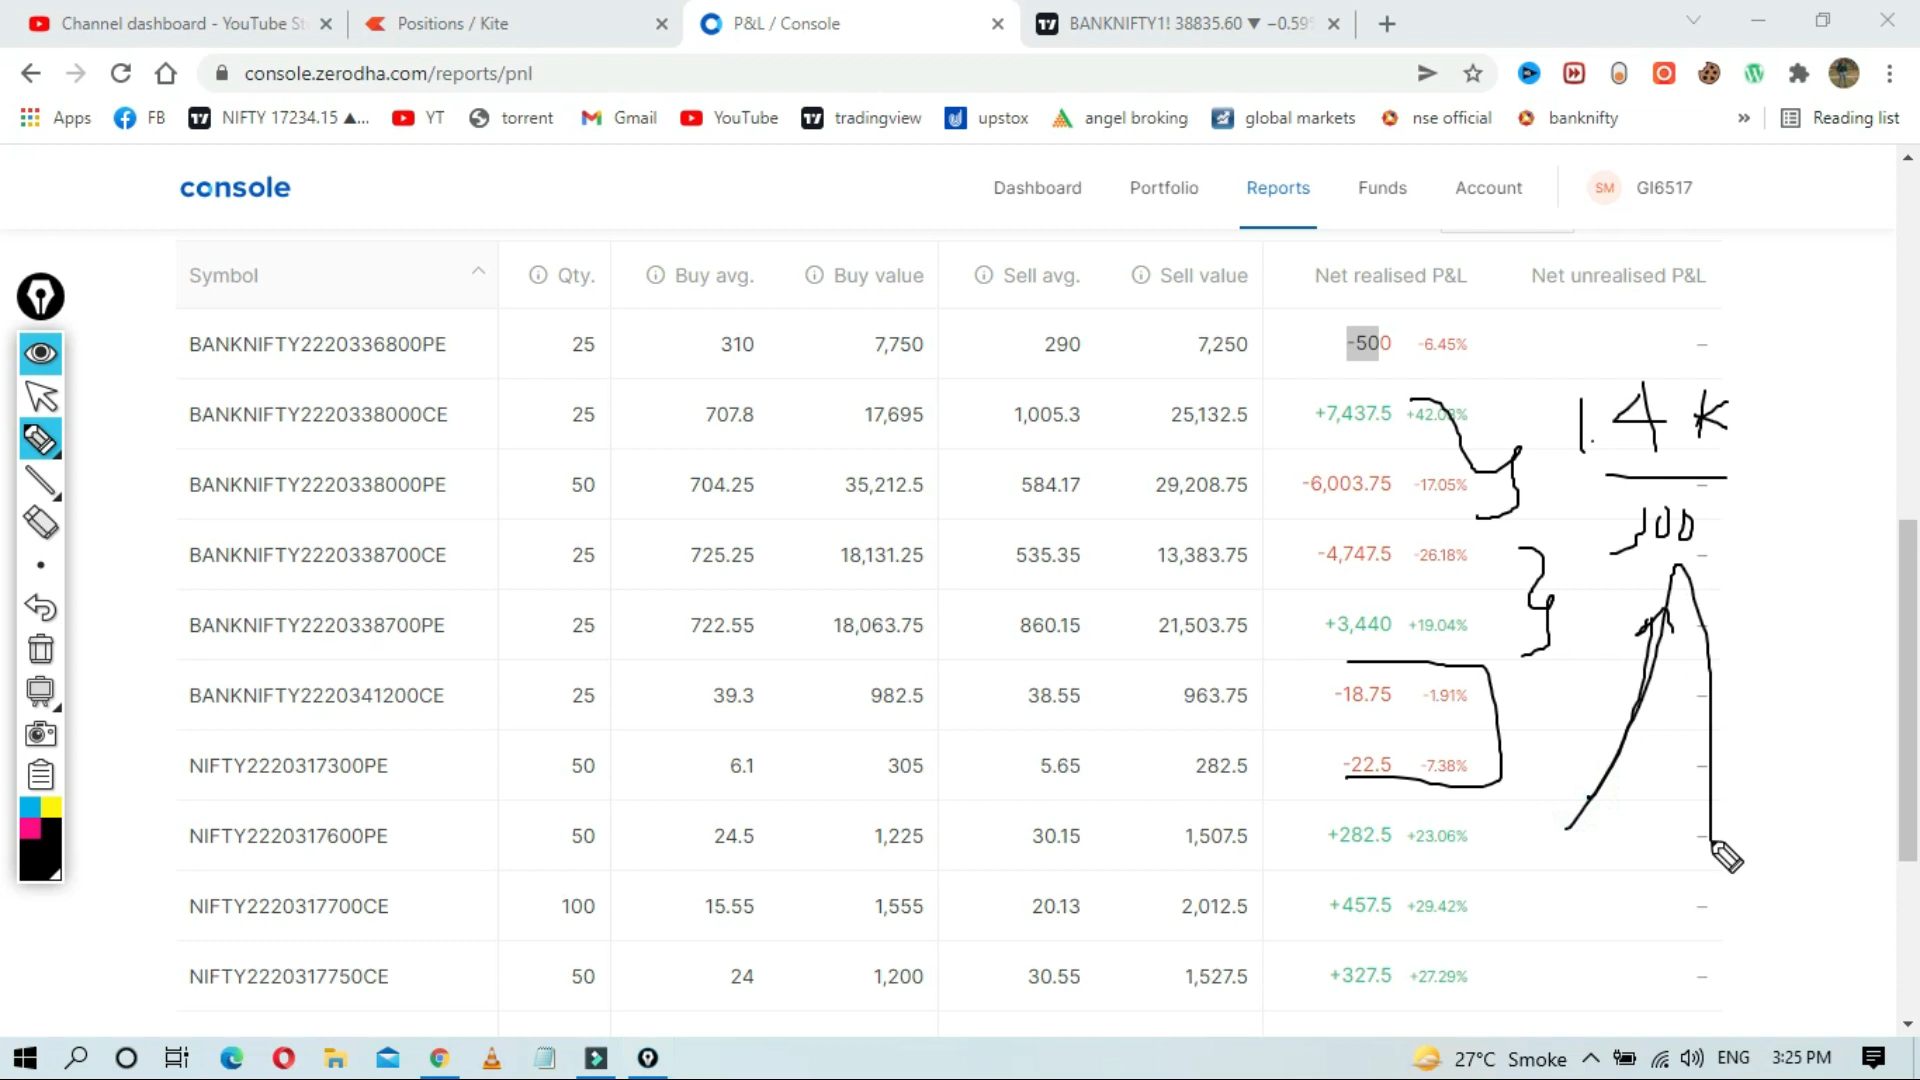 Channel dashboard - YouTube St
Positions / Kite
P&L / Console
BANKNIFTY1! 38835.60 ▼ −0.59
console.zerodha.com/reports/pnl
Apps
FB
NIFTY 17234.15 ▲...
YT
torrent
Gmail
YouTube
tradingview
upstox
angel broking
global markets
nse official
banknifty
»
Reading list
console
Dashboard
Portfolio
Reports
Funds
Account
SM
GI6517
Symbol Qty. Buy avg. Buy value Sell avg. Sell value Net realised P&L Net unrealised P&L
BANKNIFTY2220336800PE 25 310 7,750 290 7,250 -500 -6.45% –
BANKNIFTY2220338000CE 25 707.8 17,695 1,005.3 25,132.5 +7,437.5 +42.03%
1.4 K
BANKNIFTY2220338000PE 50 704.25 35,212.5 584.17 29,208.75 -6,003.75 -17.05% –
BANKNIFTY2220338700CE 25 725.25 18,131.25 535.35 13,383.75 -4,747.5 -26.18% –
BANKNIFTY2220338700PE 25 722.55 18,063.75 860.15 21,503.75 +3,440 +19.04% –
BANKNIFTY2220341200CE 25 39.3 982.5 38.55 963.75 -18.75 -1.91% –
NIFTY2220317300PE 50 6.1 305 5.65 282.5 -22.5 -7.38% –
NIFTY2220317600PE 50 24.5 1,225 30.15 1,507.5 +282.5 +23.06% –
NIFTY2220317700CE 100 15.55 1,555 20.13 2,012.5 +457.5 +29.42% –
NIFTY2220317750CE 50 24 1,200 30.55 1,527.5 +327.5 +27.29% –
27°C Smoke
ENG
3:25 PM